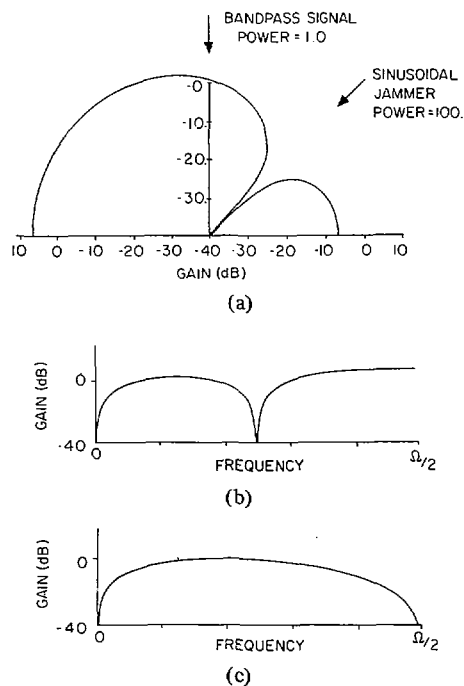 BANDPASS SIGNAL
POWER = 1.0
SINUSOIDAL
JAMMER
POWER=100.
-0
-10.
-20.
-30.
10 0 -10 -20 -30 -40 -30 -20 -10 0 10
GAIN (dB)
(a)
GAIN (dB)
0
-40
0 FREQUENCY Ω/2
(b)
GAIN (dB)
0
-40
0 FREQUENCY Ω/2
(c)